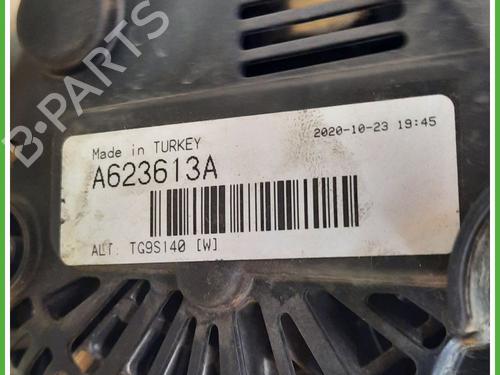 B-PARTS
Made in TURKEY
2020-10-23 19:45
A623613A
ALT. TG9S140 [W]